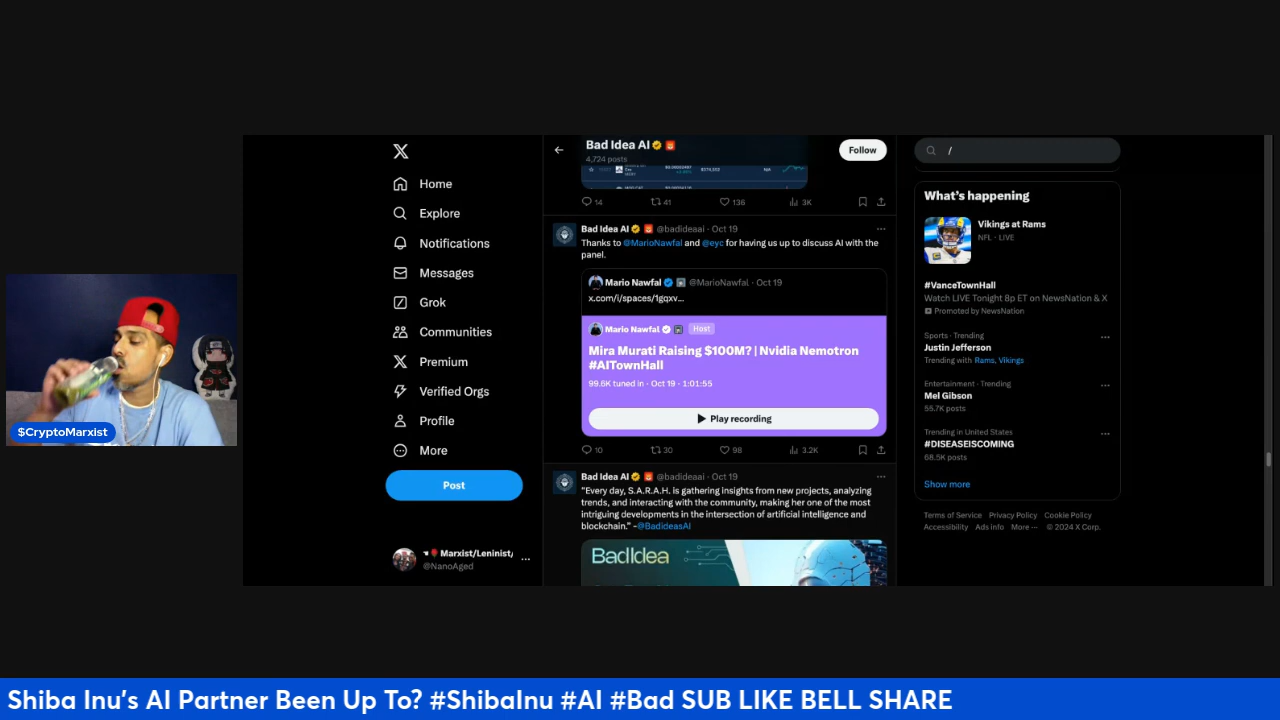 Home
Explore
Notifications
Messages
Grok
Communities
Premium
Verified Orgs
Profile
More
Post
Marxist/Leninist/
@NanoAged
$CryptoMarxist
Bad Idea AI
4,724 posts
Follow
N/A
14 41 136 3K
Bad Idea AI @badideaai · Oct 19
Thanks to @MarioNawfal and @eyc for having us up to discuss AI with the
panel.
Mario Nawfal @MarioNawfal · Oct 19
x.com/i/spaces/1gqxv...
Mario Nawfal Host
Mira Murati Raising $100M? | Nvidia Nemotron
#AITownHall
99.6K tuned in · Oct 19 · 1:01:55
Play recording
10 30 98 3.2K
Bad Idea AI @badideaai · Oct 19
"Every day, S.A.R.A.H. is gathering insights from new projects, analyzing
trends, and interacting with the community, making her one of the most
intriguing developments in the intersection of artificial intelligence and
blockchain." -@BadideasAI
BadIdea
/
What's happening
Vikings at Rams
NFL · LIVE
#VanceTownHall
Watch LIVE Tonight 8p ET on NewsNation & X
Promoted by NewsNation
Sports · Trending
Justin Jefferson
Trending with Rams, Vikings
Entertainment · Trending
Mel Gibson
55.7K posts
Trending in United States
#DISEASEISCOMING
68.5K posts
Show more
Terms of Service Privacy Policy Cookie Policy
Accessibility Ads info More ··· © 2024 X Corp.
Shiba Inu's AI Partner Been Up To? #ShibaInu #AI #Bad SUB LIKE BELL SHARE